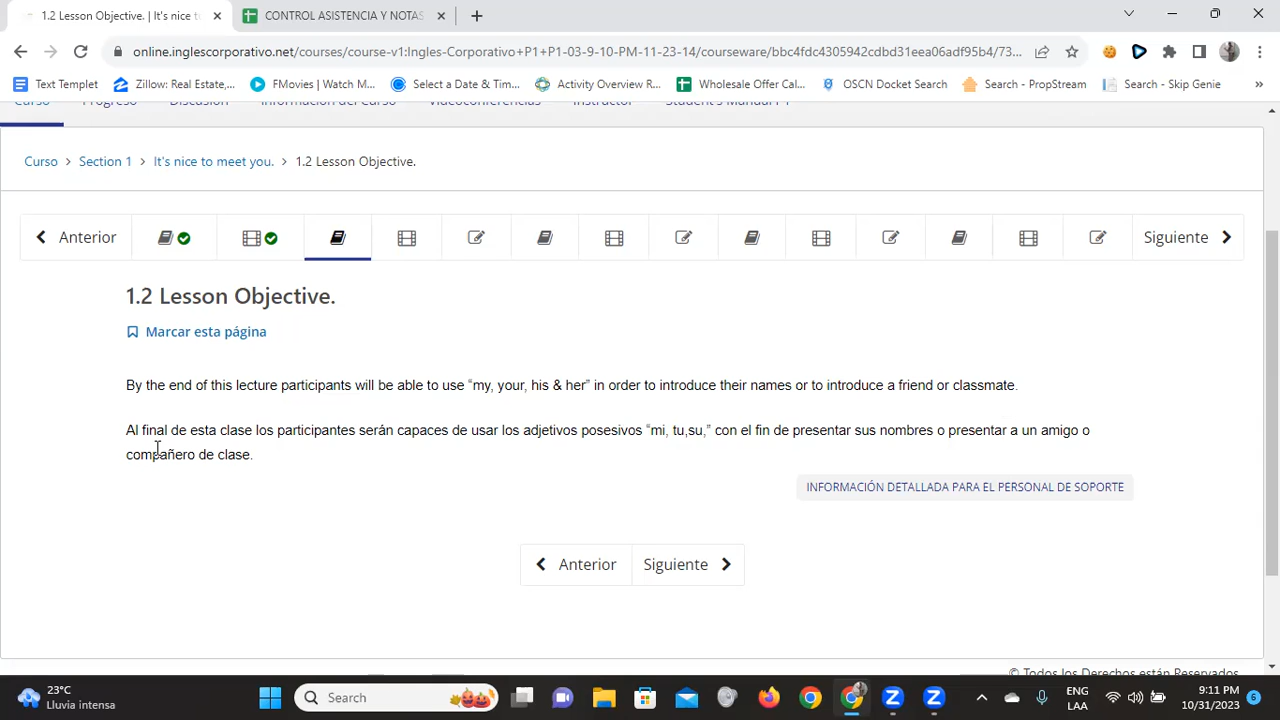 1.2 Lesson Objective. | It's nice to
CONTROL ASISTENCIA Y NOTAS
online.inglescorporativo.net/courses/course-v1:Ingles-Corporativo+P1+P1-03-9-10-PM-11-23-14/courseware/bbc4fdc4305942cdbd31eea06adf95b4/73...
Text Templet
Zillow: Real Estate,...
FMovies | Watch M...
Select a Date & Tim...
Activity Overview R...
Wholesale Offer Cal...
OSCN Docket Search
Search - PropStream
Search - Skip Genie
»
Curso Progreso Discusión Información del Curso Videoconferencias Instructor Student's Manual P1
Curso > Section 1 > It's nice to meet you. > 1.2 Lesson Objective.
Anterior
Siguiente
1.2 Lesson Objective.
Marcar esta página
By the end of this lecture participants will be able to use “my, your, his & her” in order to introduce their names or to introduce a friend or classmate.
Al final de esta clase los participantes serán capaces de usar los adjetivos posesivos “mi, tu,su,” con el fin de presentar sus nombres o presentar a un amigo o
compañero de clase.
INFORMACIÓN DETALLADA PARA EL PERSONAL DE SOPORTE
Anterior
Siguiente
© Todos los Derechos están Reservados
23°C
Lluvia intensa
Search
ENG
LAA
9:11 PM
10/31/2023
6